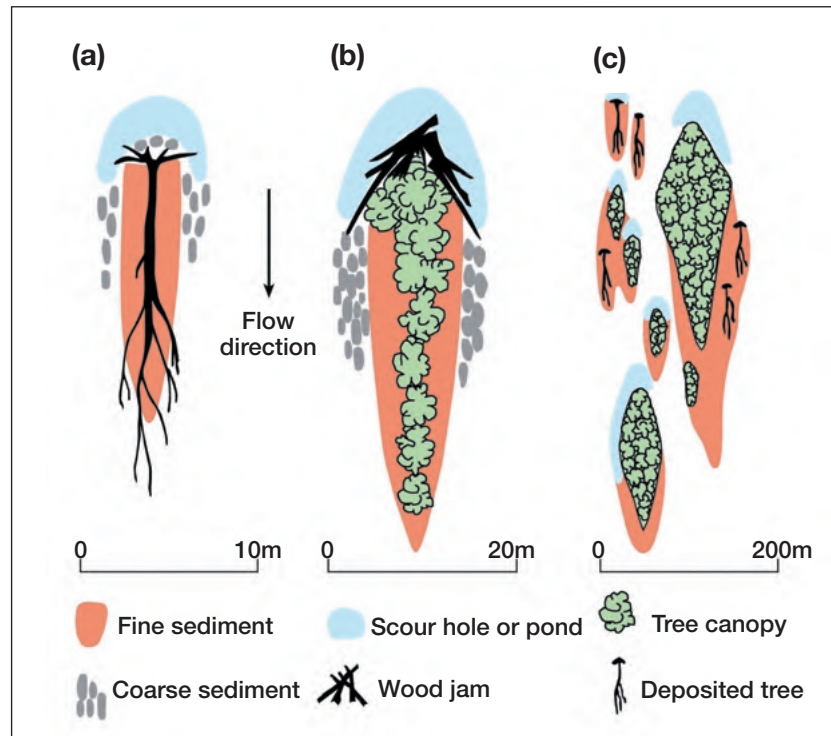 (a)
(b)
(c)
Flow
direction
0 10m
0 20m
0 200m
Fine sediment
Scour hole or pond
Tree canopy
Coarse sediment
Wood jam
Deposited tree